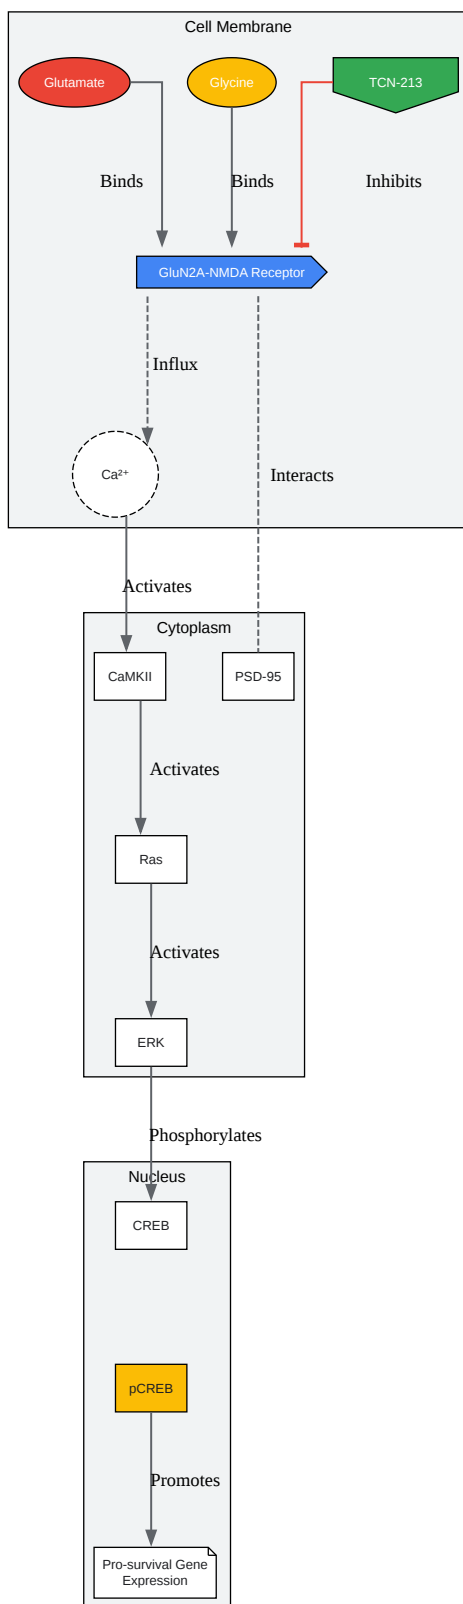 Cell Membrane
Glutamate
Glycine
TCN-213
Binds
Binds
Inhibits
GluN2A-NMDA Receptor
Influx
Ca²⁺
Interacts
Activates
Cytoplasm
CaMKII
PSD-95
Activates
Ras
Activates
ERK
Phosphorylates
Nucleus
CREB
pCREB
Promotes
Pro-survival Gene
Expression